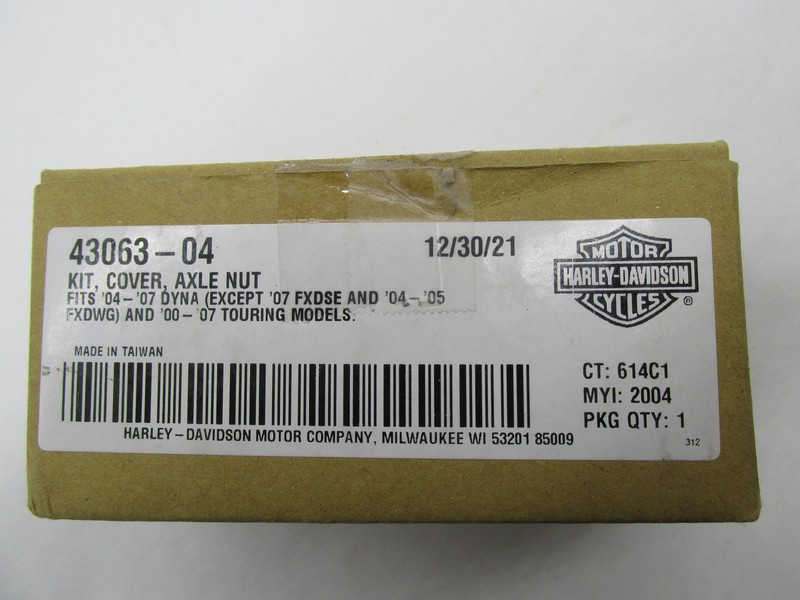 43063-04
12/30/21
KIT, COVER, AXLE NUT
FITS '04-'07 DYNA (EXCEPT '07 FXDSE AND '04-'05
FXDWG) AND '00-'07 TOURING MODELS.
MOTOR
HARLEY-DAVIDSON
CYCLES
®
MADE IN TAIWAN
CT: 614C1
MYI: 2004
PKG QTY: 1
HARLEY-DAVIDSON MOTOR COMPANY, MILWAUKEE WI 53201 85009
312